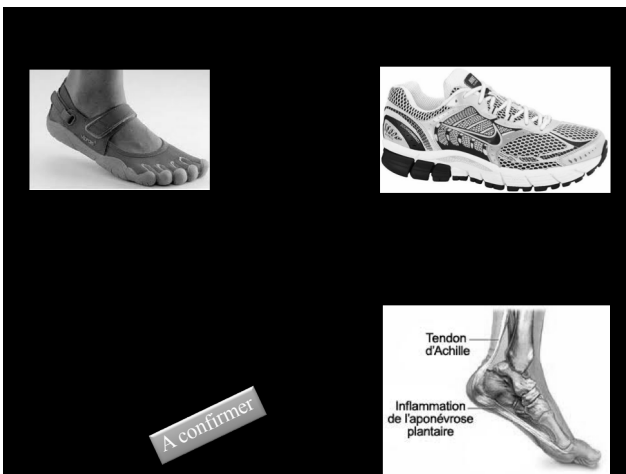 Tendon
d'Achille
Inflammation
de l'aponévrose
plantaire
A confirmer